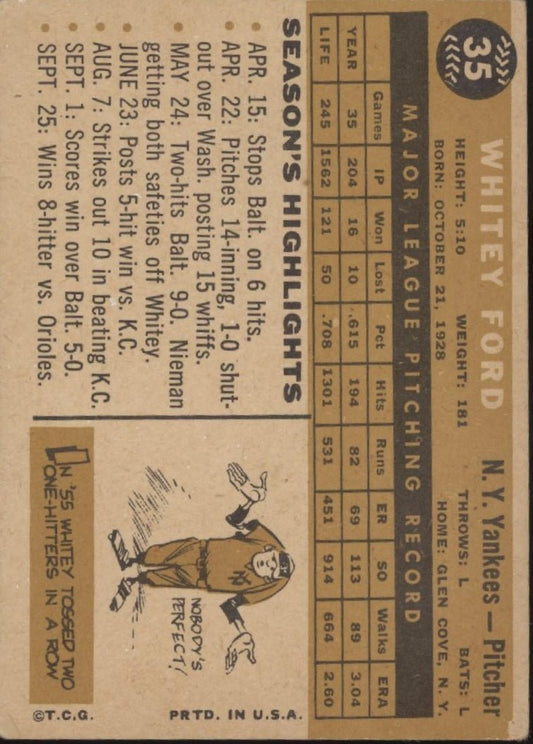 35
WHITEY FORD N.Y. Yankees — Pitcher
HEIGHT: 5:10 WEIGHT: 181 THROWS: L BATS: L
BORN: OCTOBER 21, 1928 HOME: GLEN COVE, N. Y.
MAJOR LEAGUE PITCHING RECORD
Games IP Won Lost Pct Hits Runs ER SO Walks ERA
YEAR 35 204 16 10 .615 194 82 69 113 89 3.04
LIFE 245 1562 121 50 .708 1301 531 451 914 664 2.60
SEASON'S HIGHLIGHTS
• APR. 15: Stops Balt. on 6 hits.
• APR. 22: Pitches 14-inning, 1-0 shut-
out over Wash. posting 15 whiffs.
• MAY 24: Two-hits Balt. 9-0. Nieman
getting both safeties off Whitey.
• JUNE 23: Posts 5-hit win vs. K.C.
• AUG. 7: Strikes out 10 in beating K.C.
• SEPT. 1: Scores win over Balt. 5-0.
• SEPT. 25: Wins 8-hitter vs. Orioles.
NY
NOBODY'S
PERFECT!
IN '55 WHITEY TOSSED TWO
ONE-HITTERS IN A ROW
©T.C.G. PRTD. IN U.S.A.